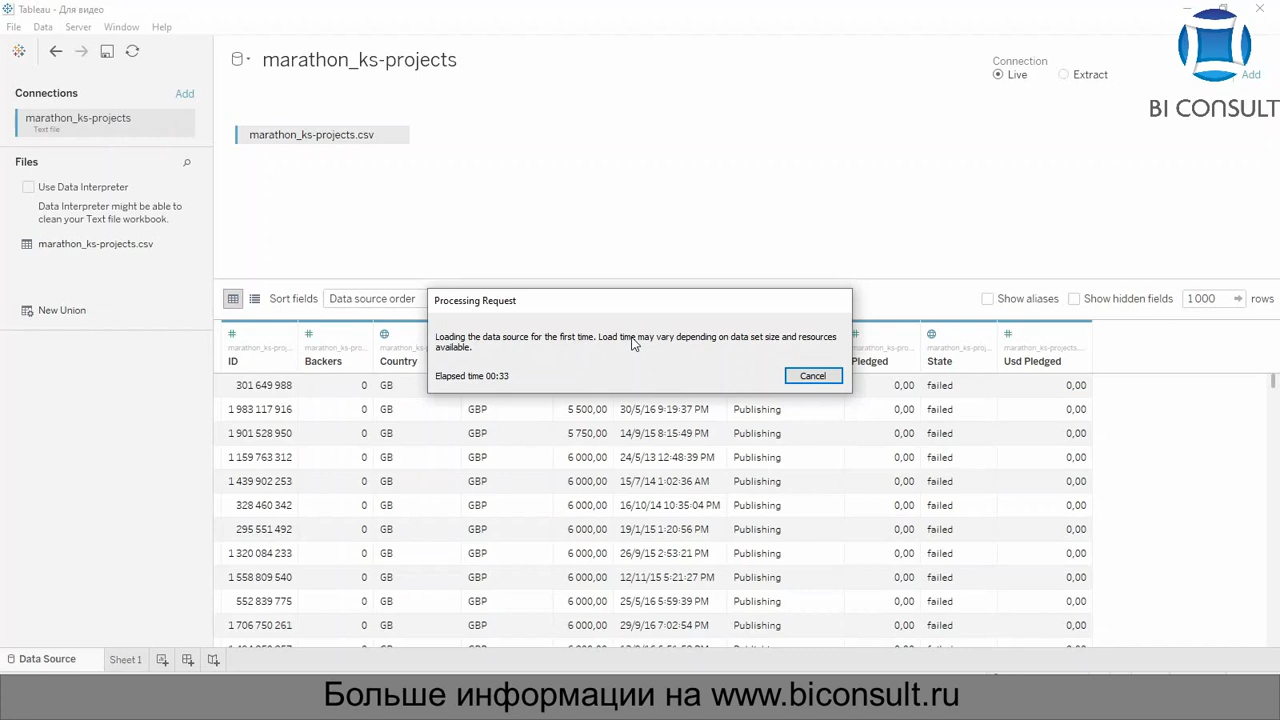 Tableau - Для видео
File Data Server Window Help
marathon_ks-projects
Connection
Live Extract
Add
BI CONSULT
Connections Add
marathon_ks-projects
Text file
marathon_ks-projects.csv
Files
Use Data Interpreter
Data Interpreter might be able to
clean your Text file workbook.
marathon_ks-projects.csv
New Union
Sort fields Data source order
Show aliases Show hidden fields 1 000 rows
Processing Request
Loading the data source for the first time. Load time may vary depending on data set size and resources
available.
Elapsed time 00:33 Cancel
marathon_ks-proj... marathon_ks-proj... marathon_ks-proj... marathon_ks-proj... marathon_ks-projects...
ID Backers Country Pledged State Usd Pledged
301 649 988 0 GB 0,00 failed 0,00
1 983 117 916 0 GB GBP 5 500,00 30/5/16 9:19:37 PM Publishing 0,00 failed 0,00
1 901 528 950 0 GB GBP 5 750,00 14/9/15 8:15:49 PM Publishing 0,00 failed 0,00
1 159 763 312 0 GB GBP 6 000,00 24/5/13 12:48:39 PM Publishing 0,00 failed 0,00
1 439 902 253 0 GB GBP 6 000,00 15/7/14 1:02:36 AM Publishing 0,00 failed 0,00
328 460 342 0 GB GBP 6 000,00 16/10/14 10:35:04 PM Publishing 0,00 failed 0,00
295 551 492 0 GB GBP 6 000,00 19/1/15 1:20:56 PM Publishing 0,00 failed 0,00
1 320 084 233 0 GB GBP 6 000,00 26/9/15 2:53:21 PM Publishing 0,00 failed 0,00
1 558 809 540 0 GB GBP 6 000,00 12/11/15 5:21:27 PM Publishing 0,00 failed 0,00
552 839 775 0 GB GBP 6 000,00 25/5/16 5:59:39 PM Publishing 0,00 failed 0,00
1 706 750 261 0 GB GBP 6 000,00 29/9/16 7:02:54 PM Publishing 0,00 failed 0,00
Data Source Sheet 1
Больше информации на www.biconsult.ru